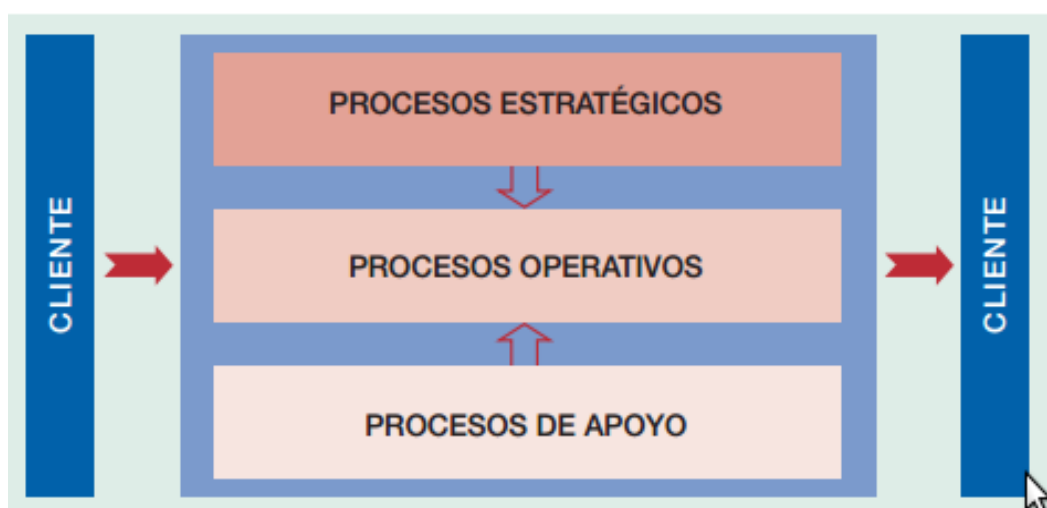 CLIENTE
PROCESOS ESTRATÉGICOS
PROCESOS OPERATIVOS
PROCESOS DE APOYO
CLIENTE